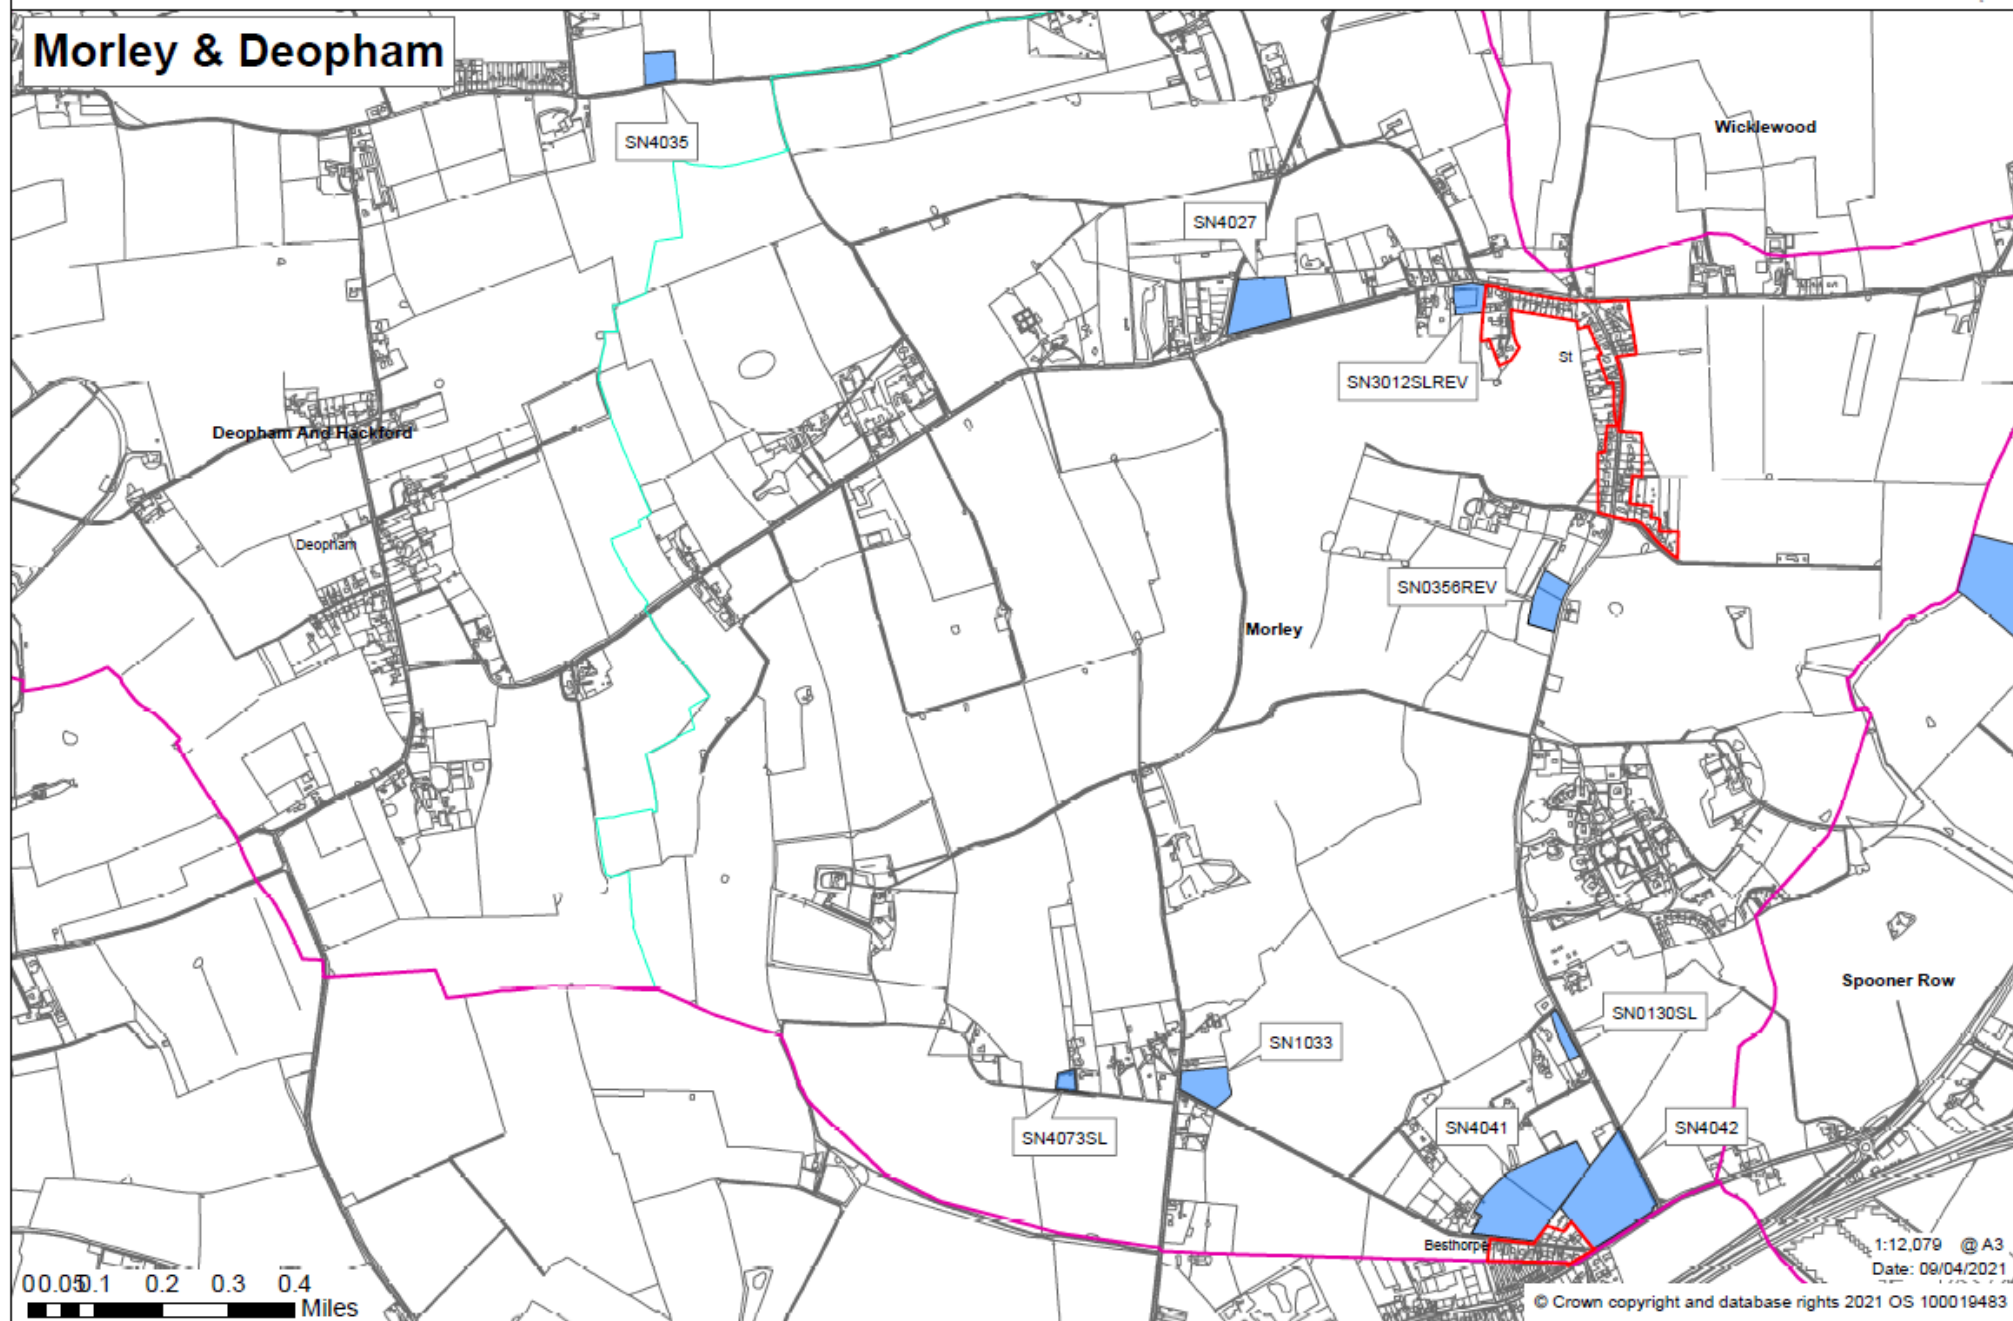 Morley & Deopham
SN4035
Wicklewood
SN4027
SN3012SLREV
St
Deopham And Hackford
Deopham
SN0356REV
Morley
Spooner Row
SN0130SL
SN1033
SN4073SL
SN4041
SN4042
Besthorpe
0 0.05 0.1 0.2 0.3 0.4
Miles
1:12,079 @ A3
Date: 09/04/2021
© Crown copyright and database rights 2021 OS 100019483